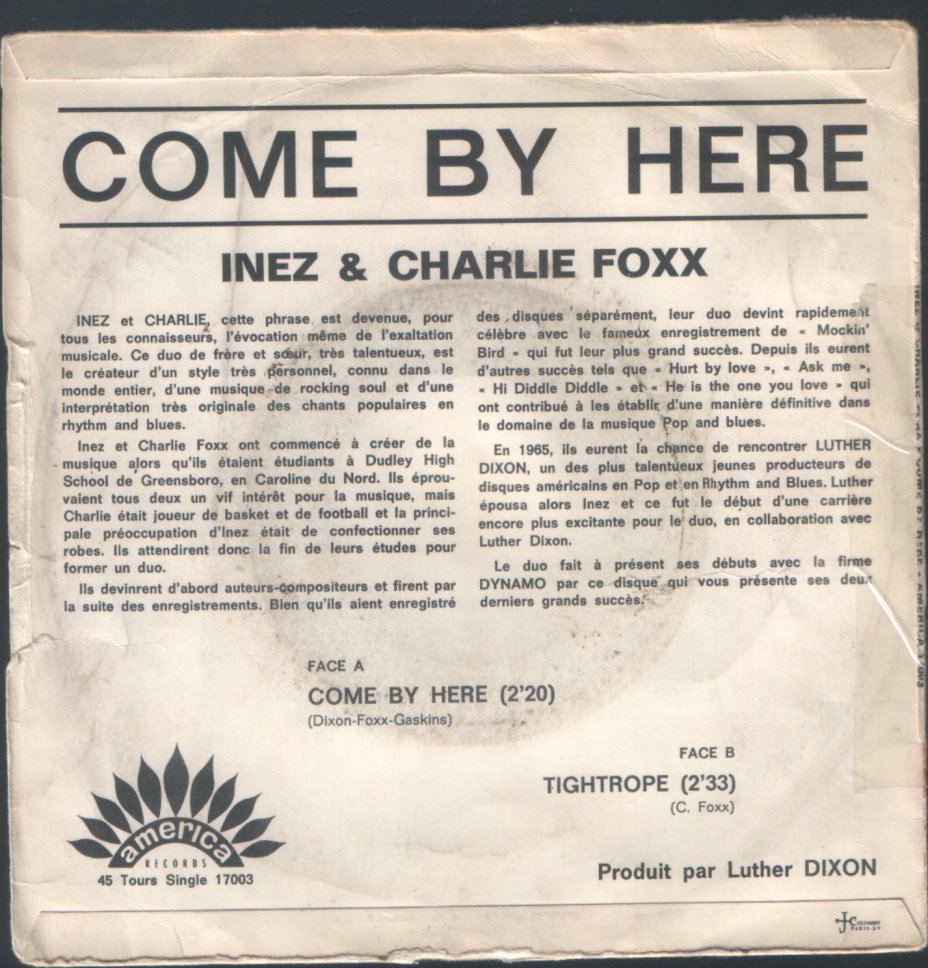 COME BY HERE
INEZ & CHARLIE FOXX
INEZ et CHARLIE, cette phrase est devenue, pour
tous les connaisseurs, l'évocation même de l'exaltation
musicale. Ce duo de frère et sœur, très talentueux, est
le créateur d'un style très personnel, connu dans le
monde entier, d'une musique de rocking soul et d'une
interprétation très originale des chants populaires en
rhythm and blues.
Inez et Charlie Foxx ont commencé à créer de la
musique alors qu'ils étaient étudiants à Dudley High
School de Greensboro, en Caroline du Nord. Ils éprou-
vaient tous deux un vif intérêt pour la musique, mais
Charlie était joueur de basket et de football et la princi-
pale préoccupation d'Inez était de confectionner ses
robes. Ils attendirent donc la fin de leurs études pour
former un duo.
Ils devinrent d'abord auteurs-compositeurs et firent par
la suite des enregistrements. Bien qu'ils aient enregistré
des disques séparément, leur duo devint rapidement
célèbre avec le fameux enregistrement de « Mockin'
Bird » qui fut leur plus grand succès. Depuis ils eurent
d'autres succès tels que « Hurt by love », « Ask me »,
« Hi Diddle Diddle » et « He is the one you love » qui
ont contribué à les établir d'une manière définitive dans
le domaine de la musique Pop and blues.
En 1965, ils eurent la chance de rencontrer LUTHER
DIXON, un des plus talentueux jeunes producteurs de
disques américains en Pop et en Rhythm and Blues. Luther
épousa alors Inez et ce fut le début d'une carrière
encore plus excitante pour le duo, en collaboration avec
Luther Dixon.
Le duo fait à présent ses débuts avec la firme
DYNAMO par ce disque qui vous présente ses deux
derniers grands succès.
FACE A
COME BY HERE (2'20)
(Dixon-Foxx-Gaskins)
FACE B
TIGHTROPE (2'33)
(C. Foxx)
america
RECORDS
45 Tours Single 17003
Produit par Luther DIXON